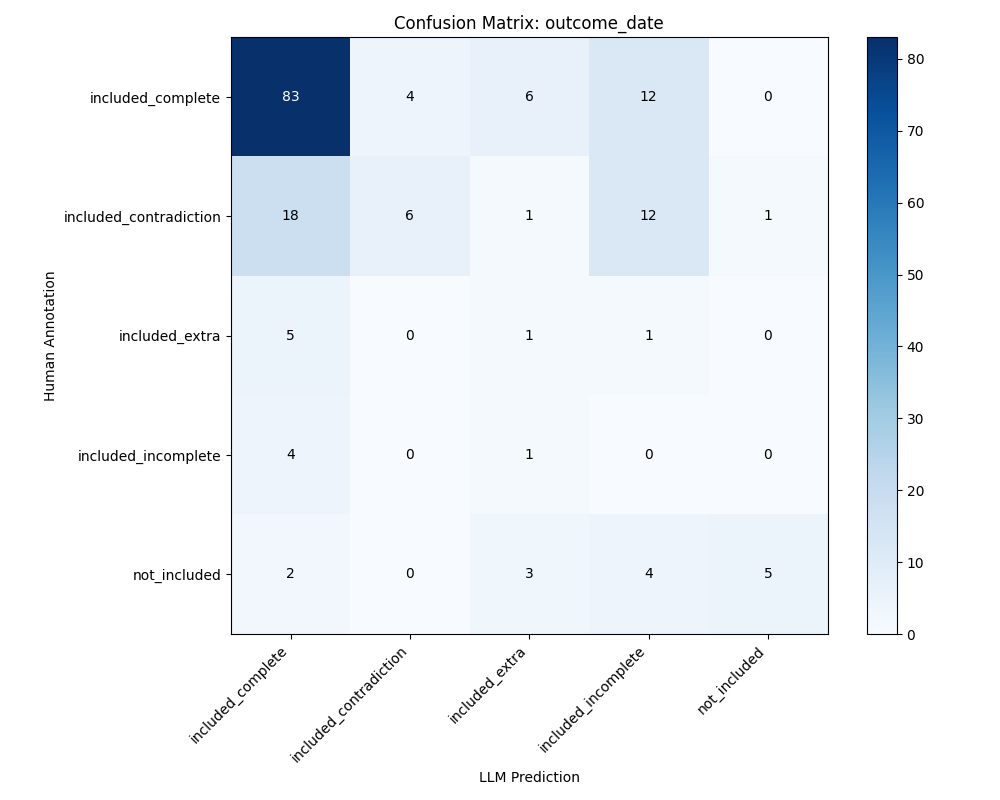 Confusion Matrix: outcome_date
included_complete 83 4 6 12 0
included_contradiction 18 6 1 12 1
included_extra 5 0 1 1 0
included_incomplete 4 0 1 0 0
not_included 2 0 3 4 5
Human Annotation
included_complete
included_contradiction
included_extra
included_incomplete
not_included
LLM Prediction
80
70
60
50
40
30
20
10
0